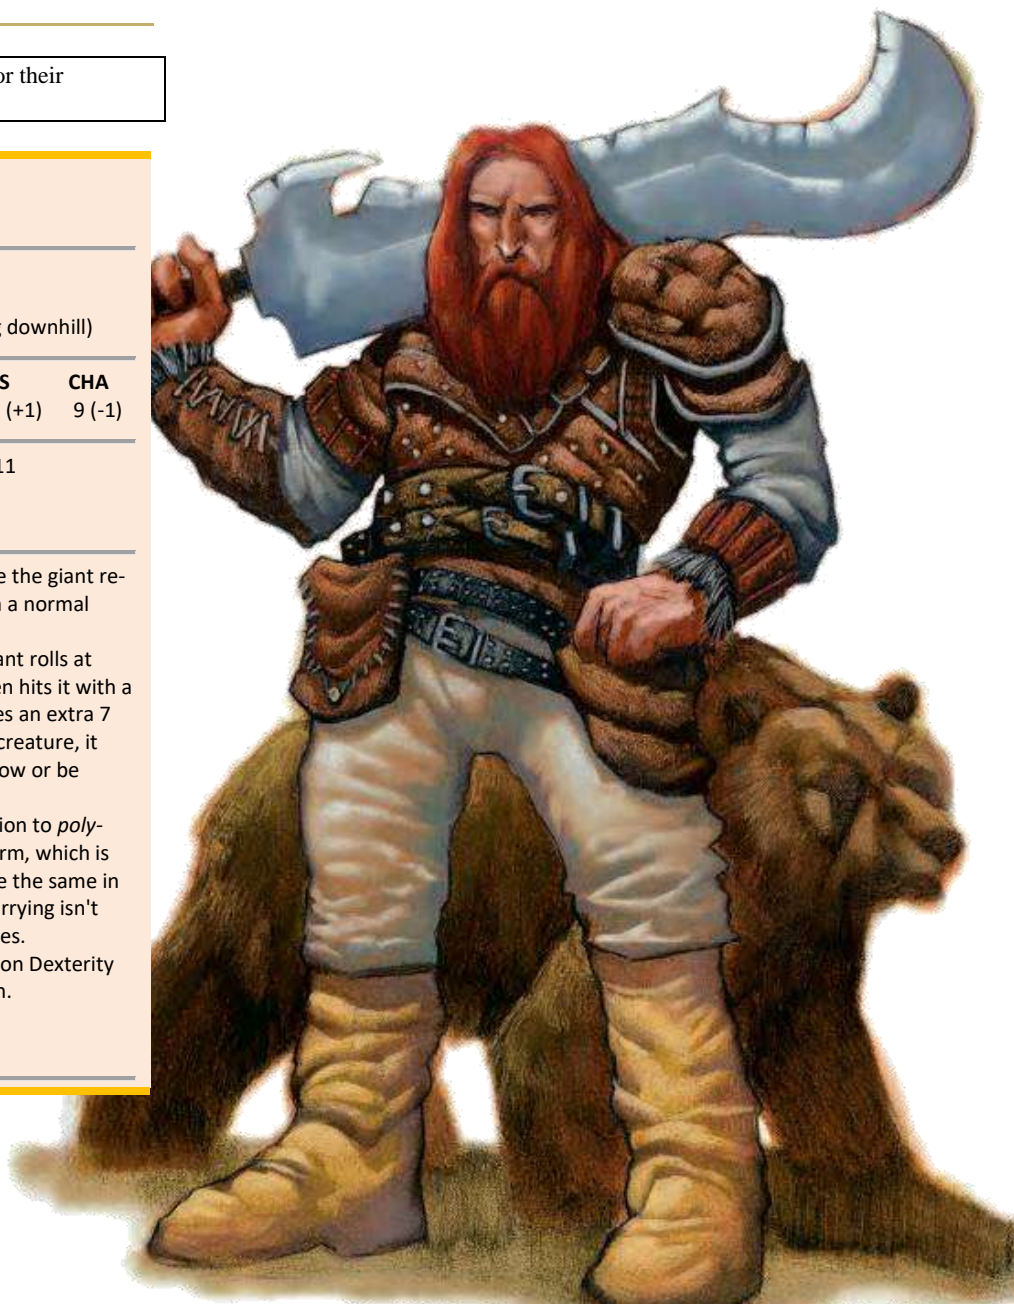 or their
downhill)
S CHA
(+1) 9 (-1)
11
e the giant re-
a normal
ant rolls at
en hits it with a
es an extra 7
creature, it
ow or be
ion to poly-
rm, which is
e the same in
rrying isn't
es.
on Dexterity
n.